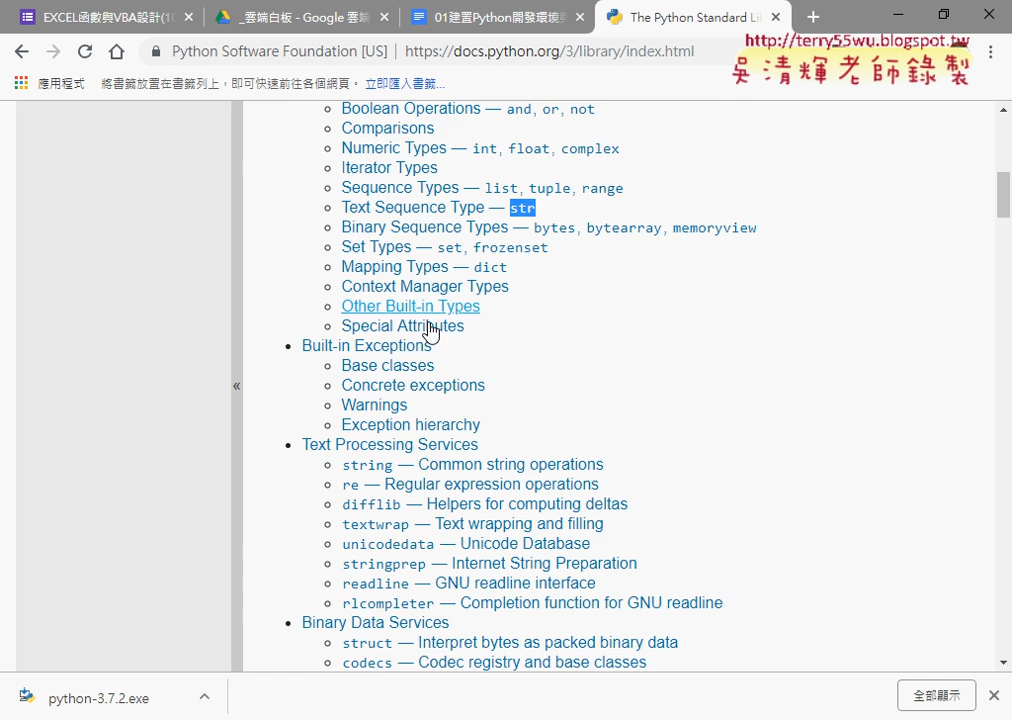 EXCEL函數與VBA設計(1(
_雲端白板 - Google 雲端
01建置Python開發環境
The Python Standard Li
Python Software Foundation [US] | https://docs.python.org/3/library/index.html
http://terry55wu.blogspot.tw
吳清輝老師錄製
應用程式 將書籤放置在書籤列上，即可快速前往各個網頁。 立即匯入書籤...
Boolean Operations — and, or, not
Comparisons
Numeric Types — int, float, complex
Iterator Types
Sequence Types — list, tuple, range
Text Sequence Type — str
Binary Sequence Types — bytes, bytearray, memoryview
Set Types — set, frozenset
Mapping Types — dict
Context Manager Types
Other Built-in Types
Special Attributes
Built-in Exceptions
Base classes
Concrete exceptions
Warnings
Exception hierarchy
Text Processing Services
string — Common string operations
re — Regular expression operations
difflib — Helpers for computing deltas
textwrap — Text wrapping and filling
unicodedata — Unicode Database
stringprep — Internet String Preparation
readline — GNU readline interface
rlcompleter — Completion function for GNU readline
Binary Data Services
struct — Interpret bytes as packed binary data
codecs — Codec registry and base classes
python-3.7.2.exe
全部顯示